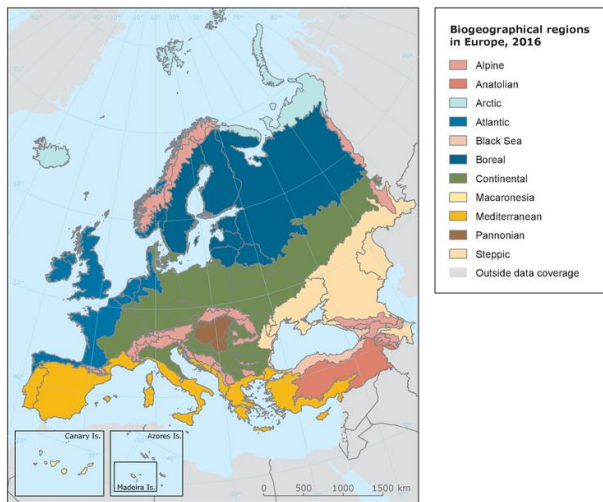 Biogeographical regions
in Europe, 2016
Alpine
Anatolian
Arctic
Atlantic
Black Sea
Boreal
Continental
Macaronesia
Mediterranean
Pannonian
Steppic
Outside data coverage
Canary Is.
Azores Is.
Madeira Is.
0 500 1000 1500 km